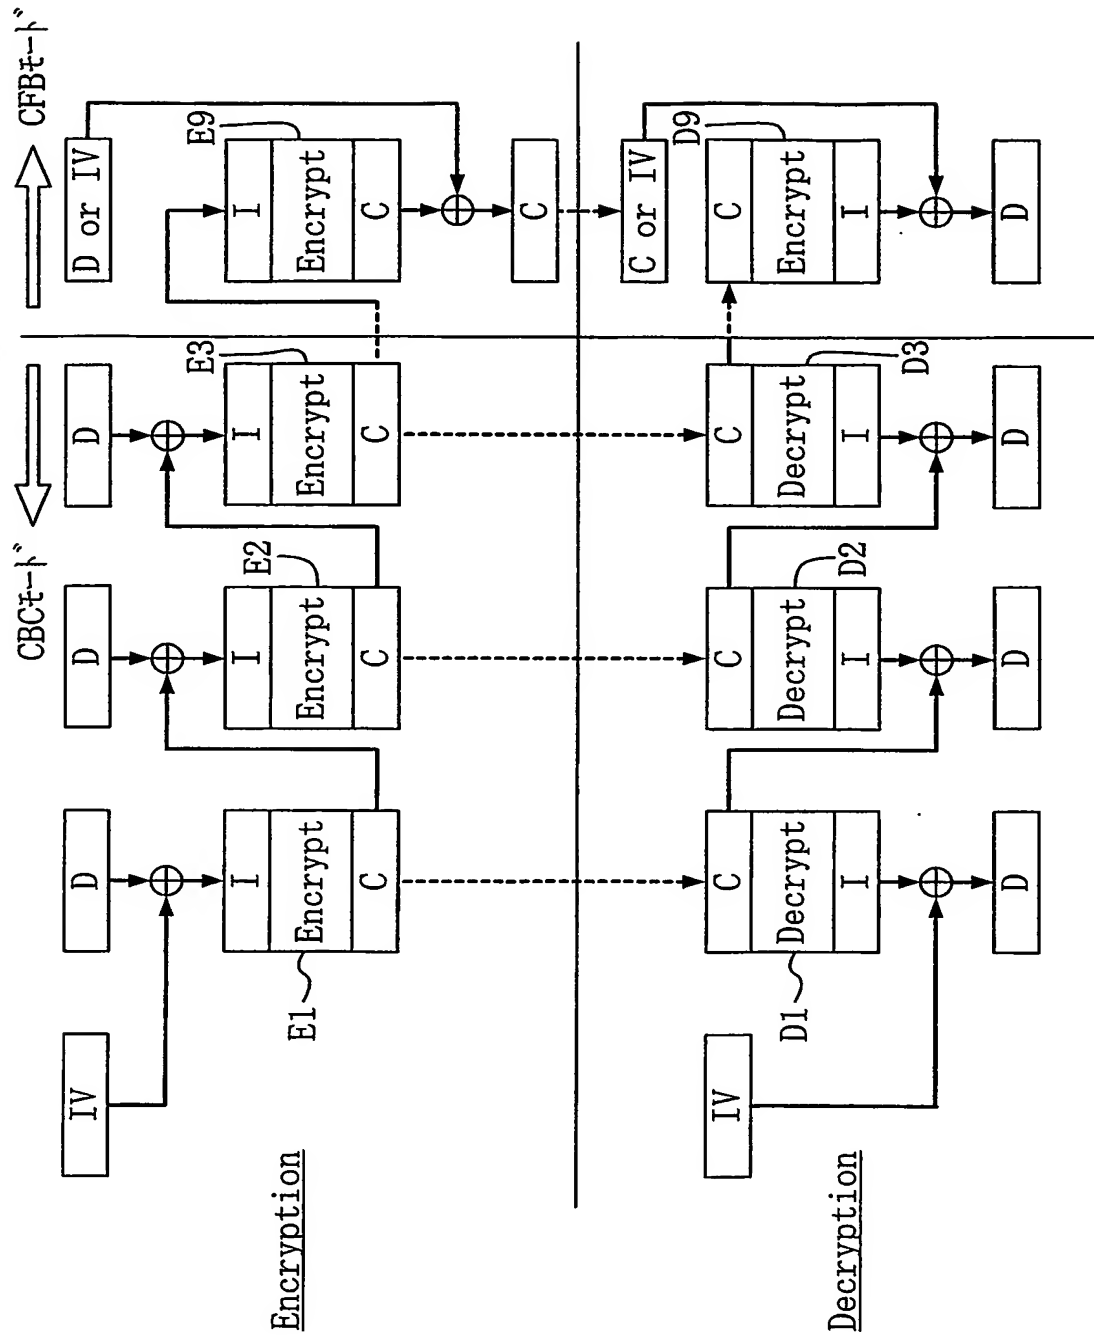 CBCモード
CFBモード
IV
D
D
D
D or IV
E3
E9
I
I
I
I
E2
Encryption
E1
Encrypt
Encrypt
Encrypt
Encrypt
C
C
C
C
C
C or IV
D9
IV
C
C
C
C
D1
Decrypt
Decrypt
Decrypt
Encrypt
Decryption
D2
I
I
I
I
D3
D
D
D
D